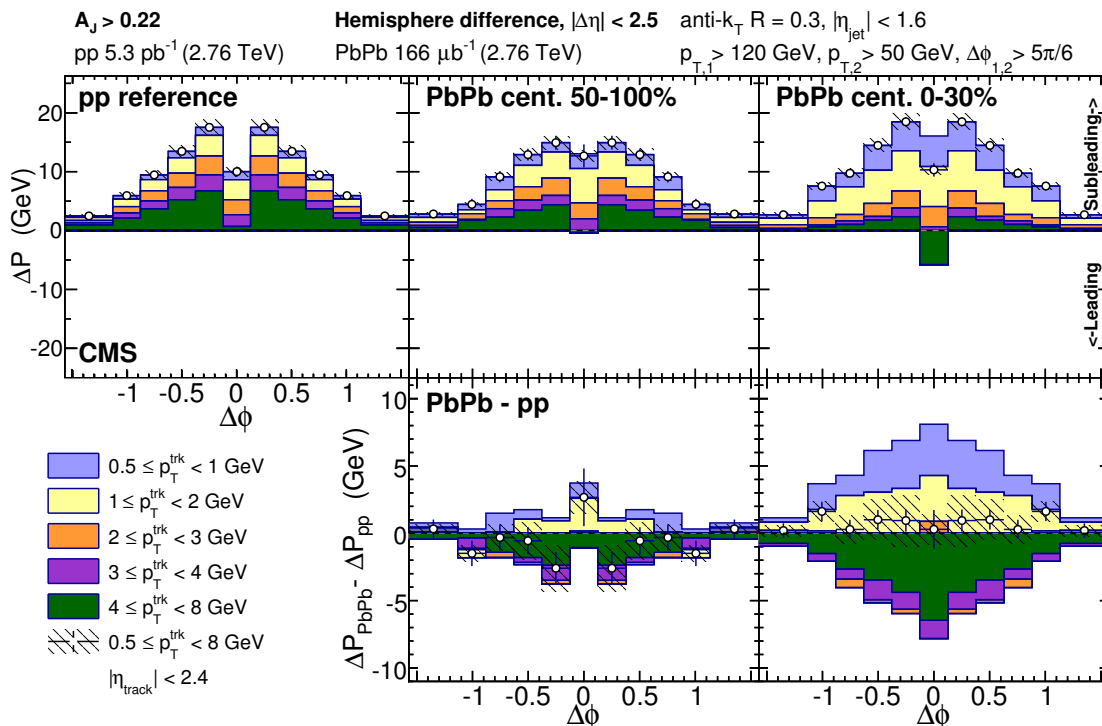 A_J > 0.22 Hemisphere difference, |Δη| < 2.5 anti-k_T R = 0.3, |η_jet| < 1.6
pp 5.3 pb⁻¹ (2.76 TeV) PbPb 166 μb⁻¹ (2.76 TeV) p_T,1 > 120 GeV, p_T,2 > 50 GeV, Δϕ_1,2 > 5π/6
pp reference
PbPb cent. 50-100%
PbPb cent. 0-30%
ΔP (GeV)
20
10
0
-10
-20
CMS
Subleading->
<-Leading
-1 -0.5 0 0.5 1
Δϕ
PbPb - pp
ΔP_PbPb - ΔP_pp (GeV)
10
5
0
-5
-10
-1 -0.5 0 0.5 1
Δϕ
-1 -0.5 0 0.5 1
Δϕ
0.5 ≤ p_T^trk < 1 GeV
1 ≤ p_T^trk < 2 GeV
2 ≤ p_T^trk < 3 GeV
3 ≤ p_T^trk < 4 GeV
4 ≤ p_T^trk < 8 GeV
0.5 ≤ p_T^trk < 8 GeV
|η_track| < 2.4